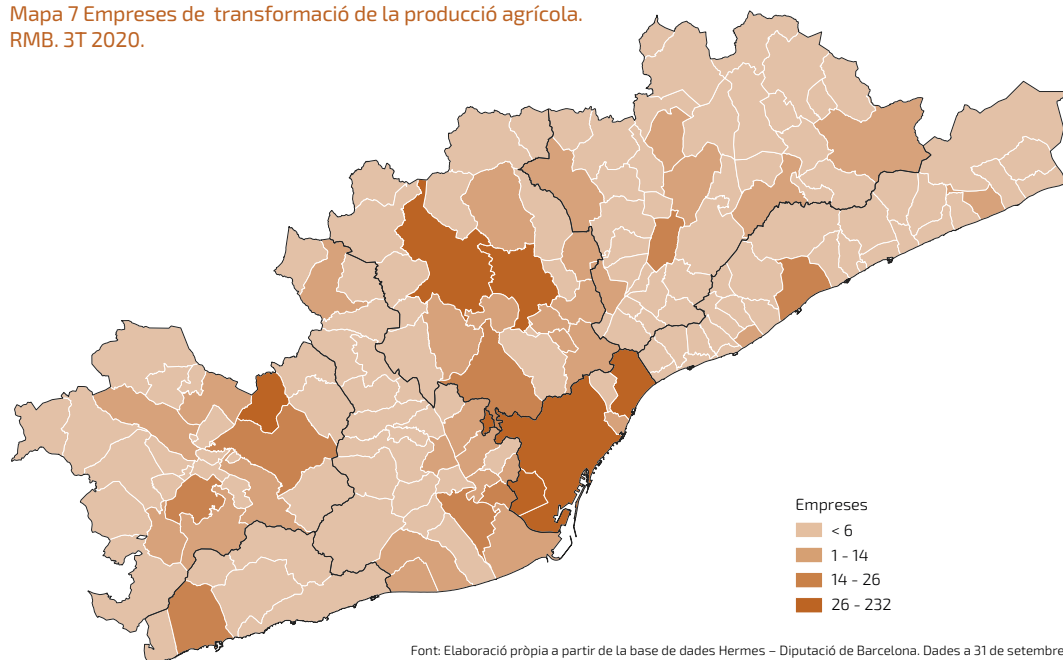 Mapa 7 Empreses de transformació de la producció agrícola.
RMB. 3T 2020.
Empreses
< 6
1 - 14
14 - 26
26 - 232
Font: Elaboració pròpia a partir de la base de dades Hermes – Diputació de Barcelona. Dades a 31 de setembre